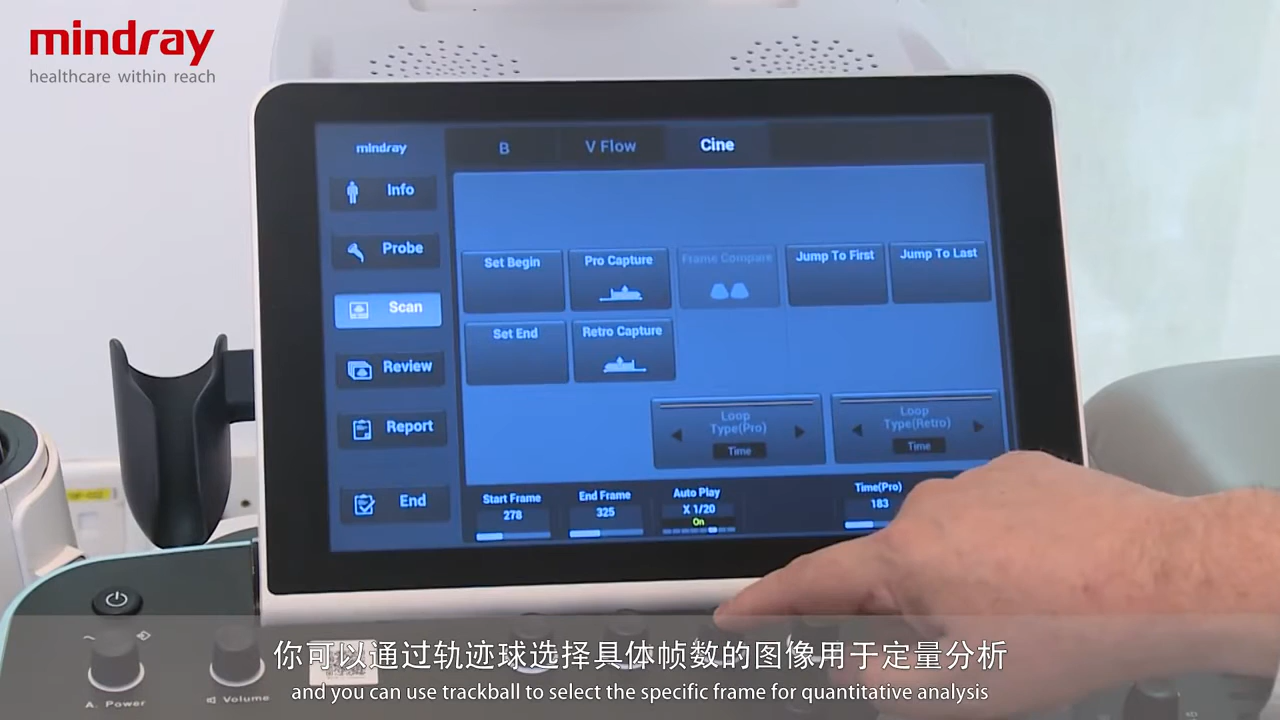 mindray
healthcare within reach
mindray
B
V Flow
Cine
Info
Probe
Scan
Review
Report
End
Set Begin
Pro Capture
Frame Compare
Jump To First
Jump To Last
Set End
Retro Capture
Loop
Type(Pro)
Time
Loop
Type(Retro)
Time
Start Frame
278
End Frame
325
Auto Play
X 1/20
On
Time(Pro)
183
A. Power
Volume
你可以通过轨迹球选择具体帧数的图像用于定量分析
and you can use trackball to select the specific frame for quantitative analysis